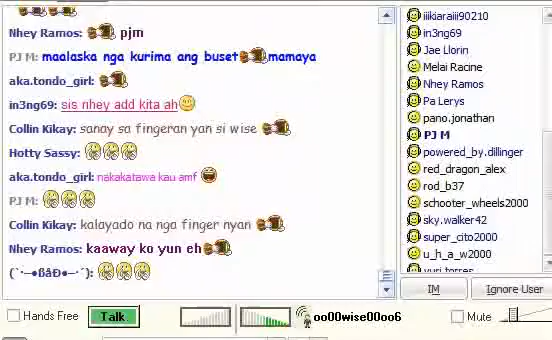 Nhey Ramos: pjm
PJ M: maalaska nga kurima ang buset mamaya
aka.tondo_girl:
in3ng69: sis nhey add kita ah
Collin Kikay: sanay sa fingeran yan si wise
Hotty Sassy:
aka.tondo_girl: nakakatawa kau amf
PJ M:
Collin Kikay: kalayado na nga finger nyan
Nhey Ramos: kaaway ko yun eh
(`·–●ßåÐ●–·´):
iiikiaraiii90210
in3ng69
Jae Llorin
Melai Racine
Nhey Ramos
Pa Lerys
pano.jonathan
PJ M
powered_by.dillinger
red_dragon_alex
rod_b37
schooter_wheels2000
sky.walker42
super_cito2000
u_h_a_w2000
yuri torres
IM
Ignore User
Hands Free
Talk
oo00wise00oo6
Mute